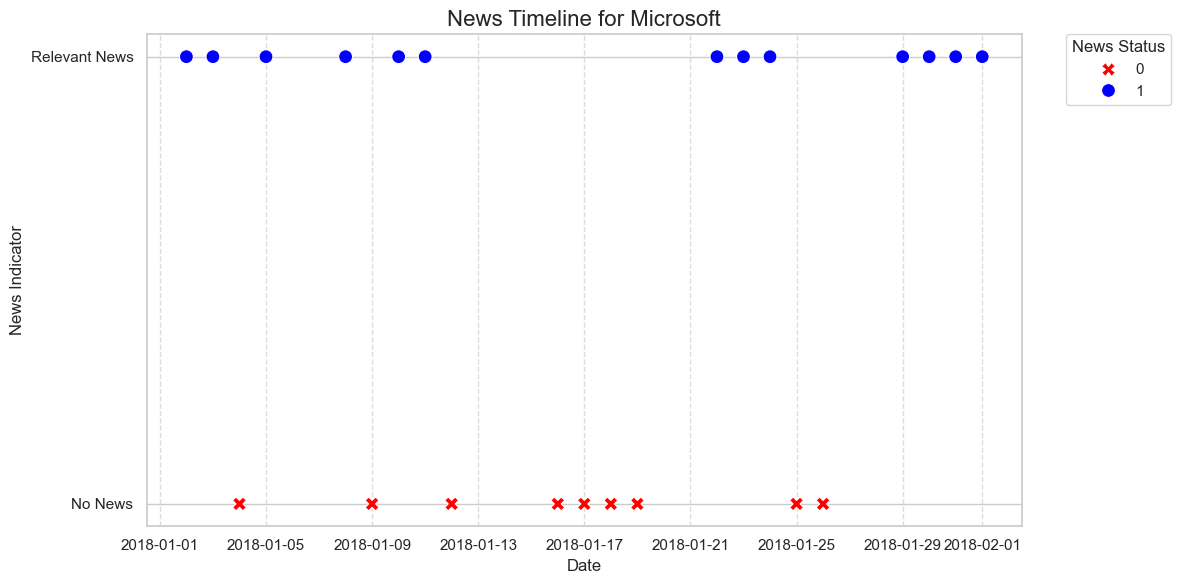 News Timeline for Microsoft
Relevant News
No News
News Indicator
2018-01-01 2018-01-05 2018-01-09 2018-01-13 2018-01-17 2018-01-21 2018-01-25 2018-01-29 2018-02-01
Date
News Status
0
1